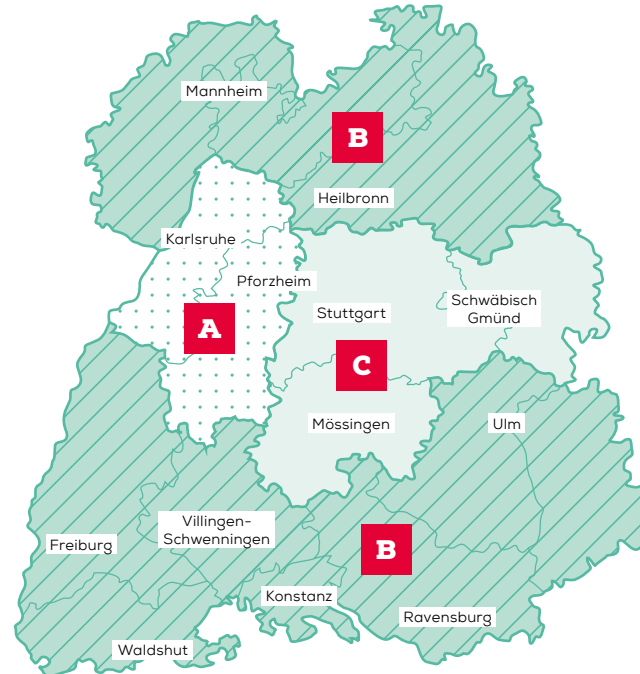 Mannheim
B
Heilbronn
Karlsruhe
Pforzheim
Schwäbisch
Gmünd
Stuttgart
A
C
Mössingen
Ulm
Villingen-
Schwenningen
Freiburg
B
Konstanz
Ravensburg
Waldshut